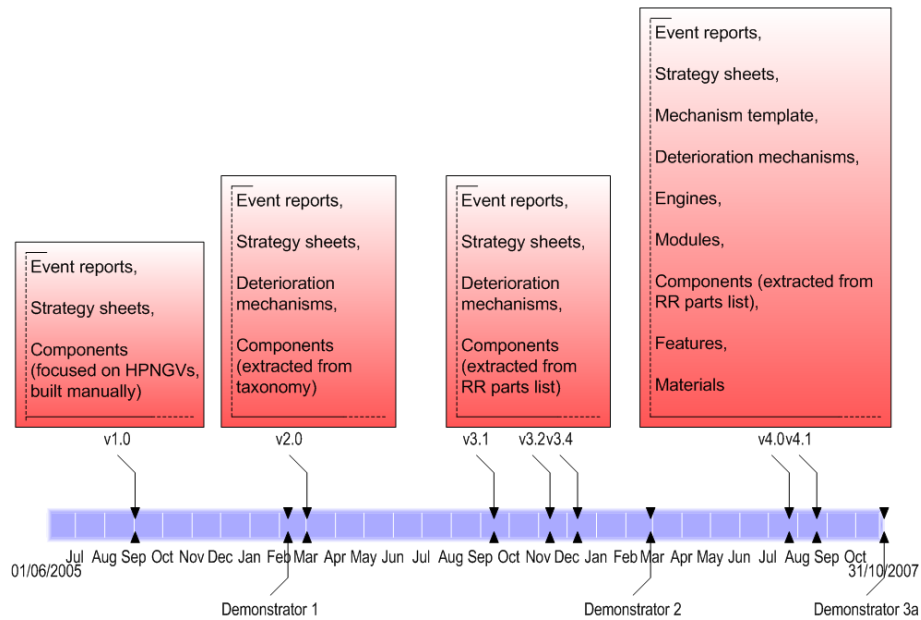 Event reports,
Strategy sheets,
Components
(focused on HPNGVs,
built manually)
Event reports,
Strategy sheets,
Deterioration
mechanisms,
Components
(extracted from
taxonomy)
Event reports,
Strategy sheets,
Deterioration
mechanisms,
Components
(extracted from
RR parts list)
Event reports,
Strategy sheets,
Mechanism template,
Deterioration mechanisms,
Engines,
Modules,
Components (extracted from
RR parts list),
Features,
Materials
v1.0 v2.0 v3.1 v3.2 v3.4 v4.0 v4.1
Jul Aug Sep Oct Nov Dec Jan Feb Mar Apr May Jun Jul Aug Sep Oct Nov Dec Jan Feb Mar Apr May Jun Jul Aug Sep Oct
01/06/2005 31/10/2007
Demonstrator 1 Demonstrator 2 Demonstrator 3a